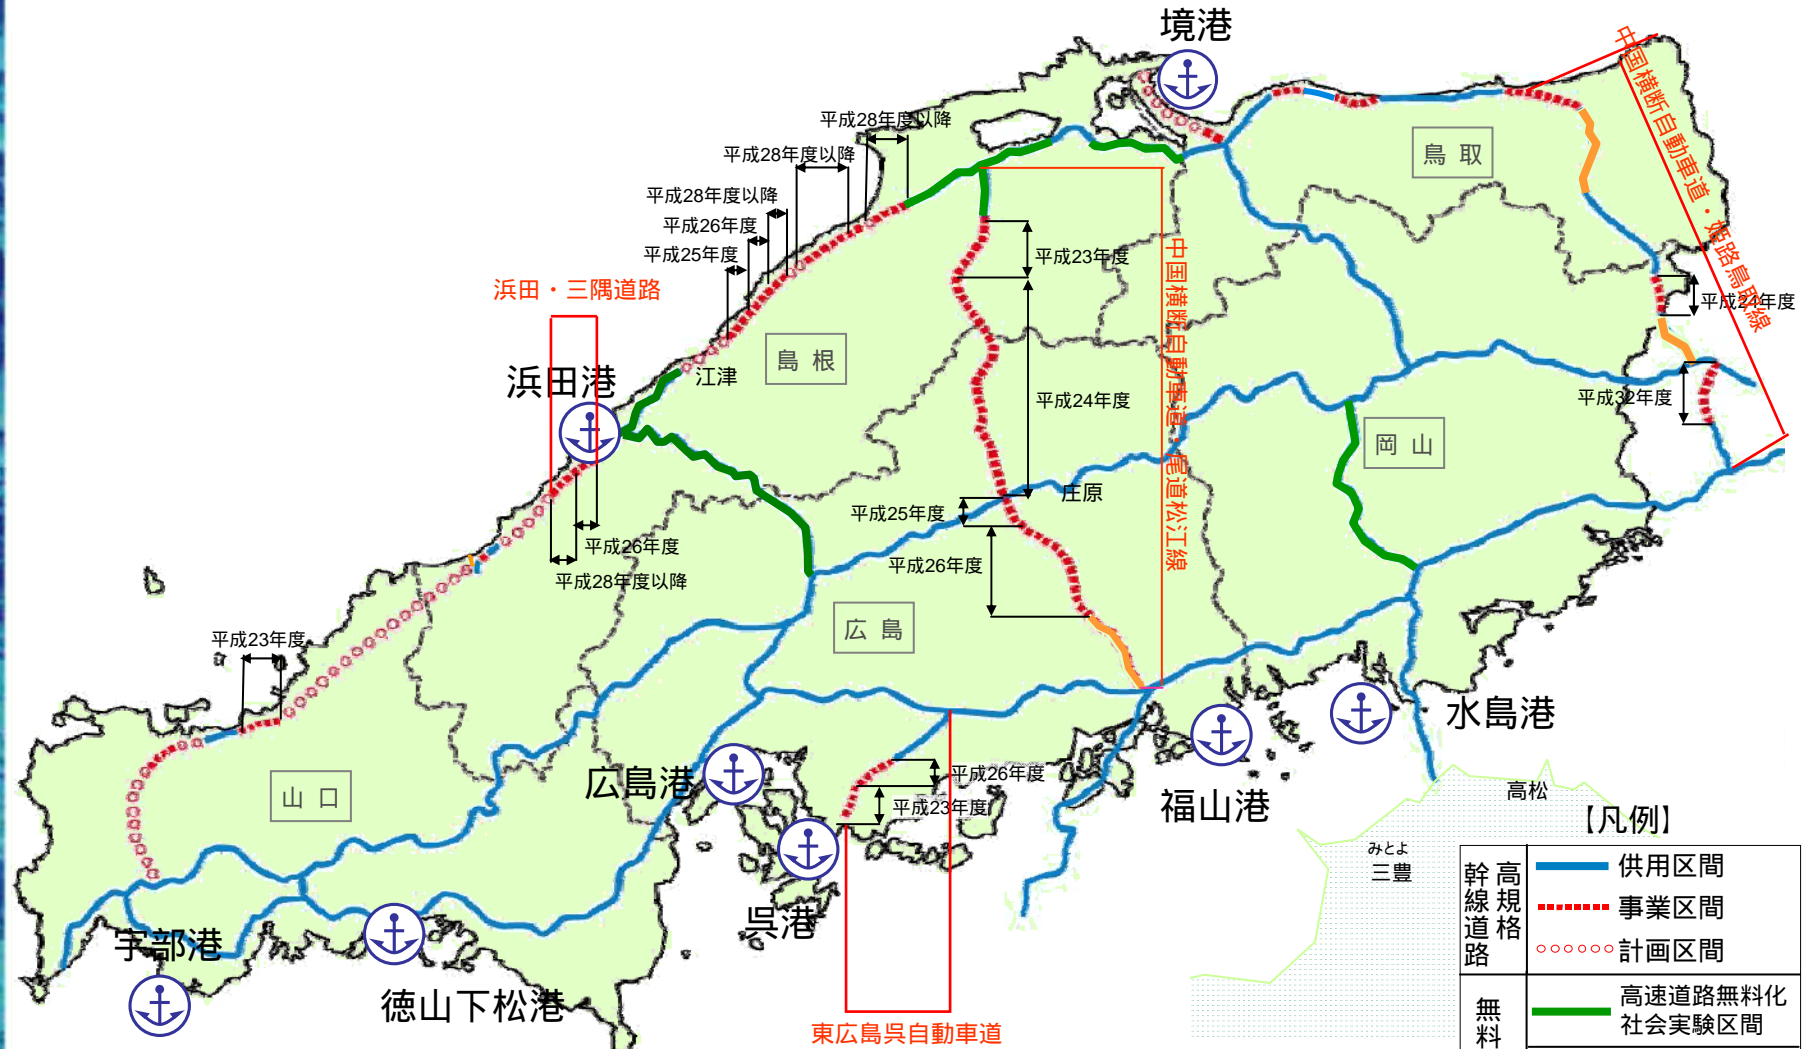 境港
平成28年度以降
平成28年度以降
平成28年度以降
平成26年度
平成25年度
浜田・三隅道路
鳥取
中国横断自動車道・姫路鳥取線
平成23年度
中国横断自動車道・尾道松江線
平成24年度
島根
江津
浜田港
平成24年度
平成32年度
岡山
庄原
平成25年度
平成26年度
平成28年度以降
平成26年度
広島
平成23年度
水島港
山口
広島港
平成26年度
平成23年度
福山港
高松
みとよ
三豊
呉港
宇部港
徳山下松港
東広島呉自動車道
【凡例】
高規格
幹線道路
供用区間
事業区間
計画区間
無料
高速道路無料化
社会実験区間